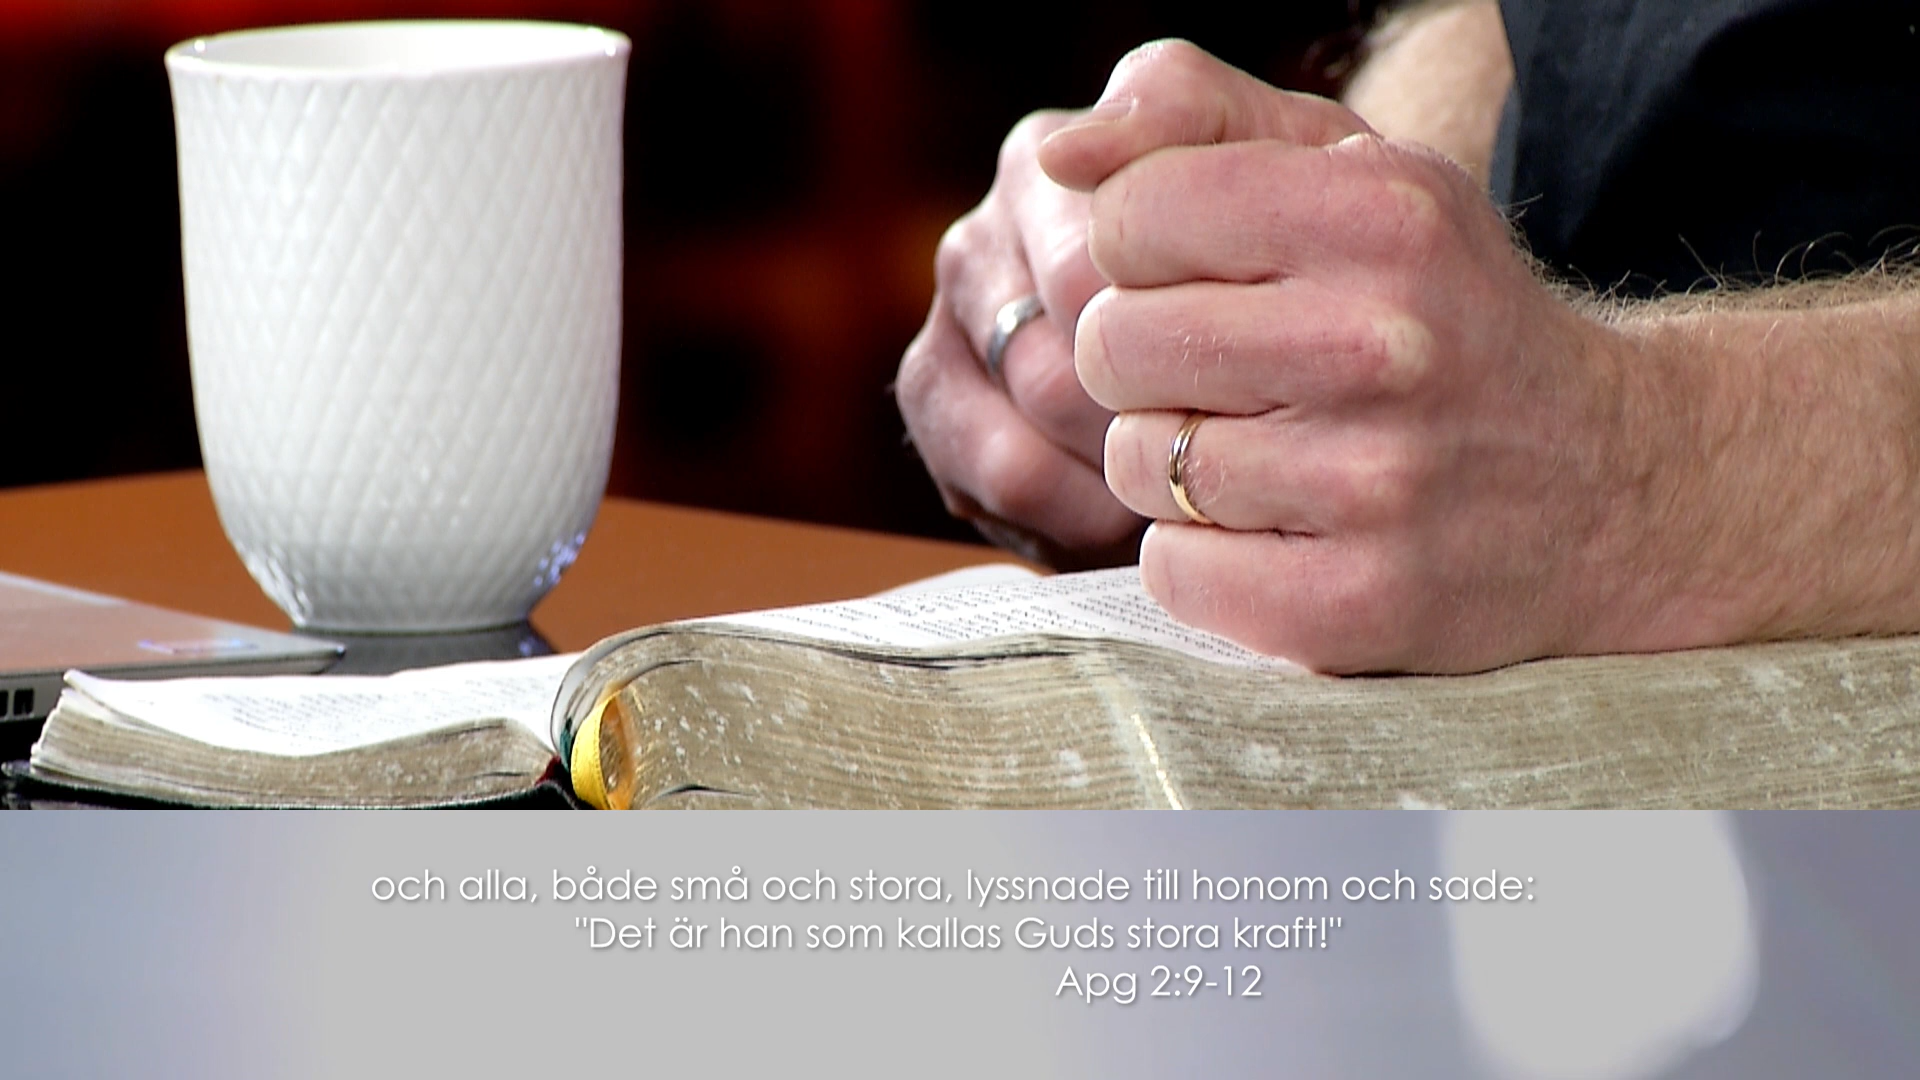 och alla, både små och stora, lyssnade till honom och sade:
"Det är han som kallas Guds stora kraft!"
Apg 2:9-12